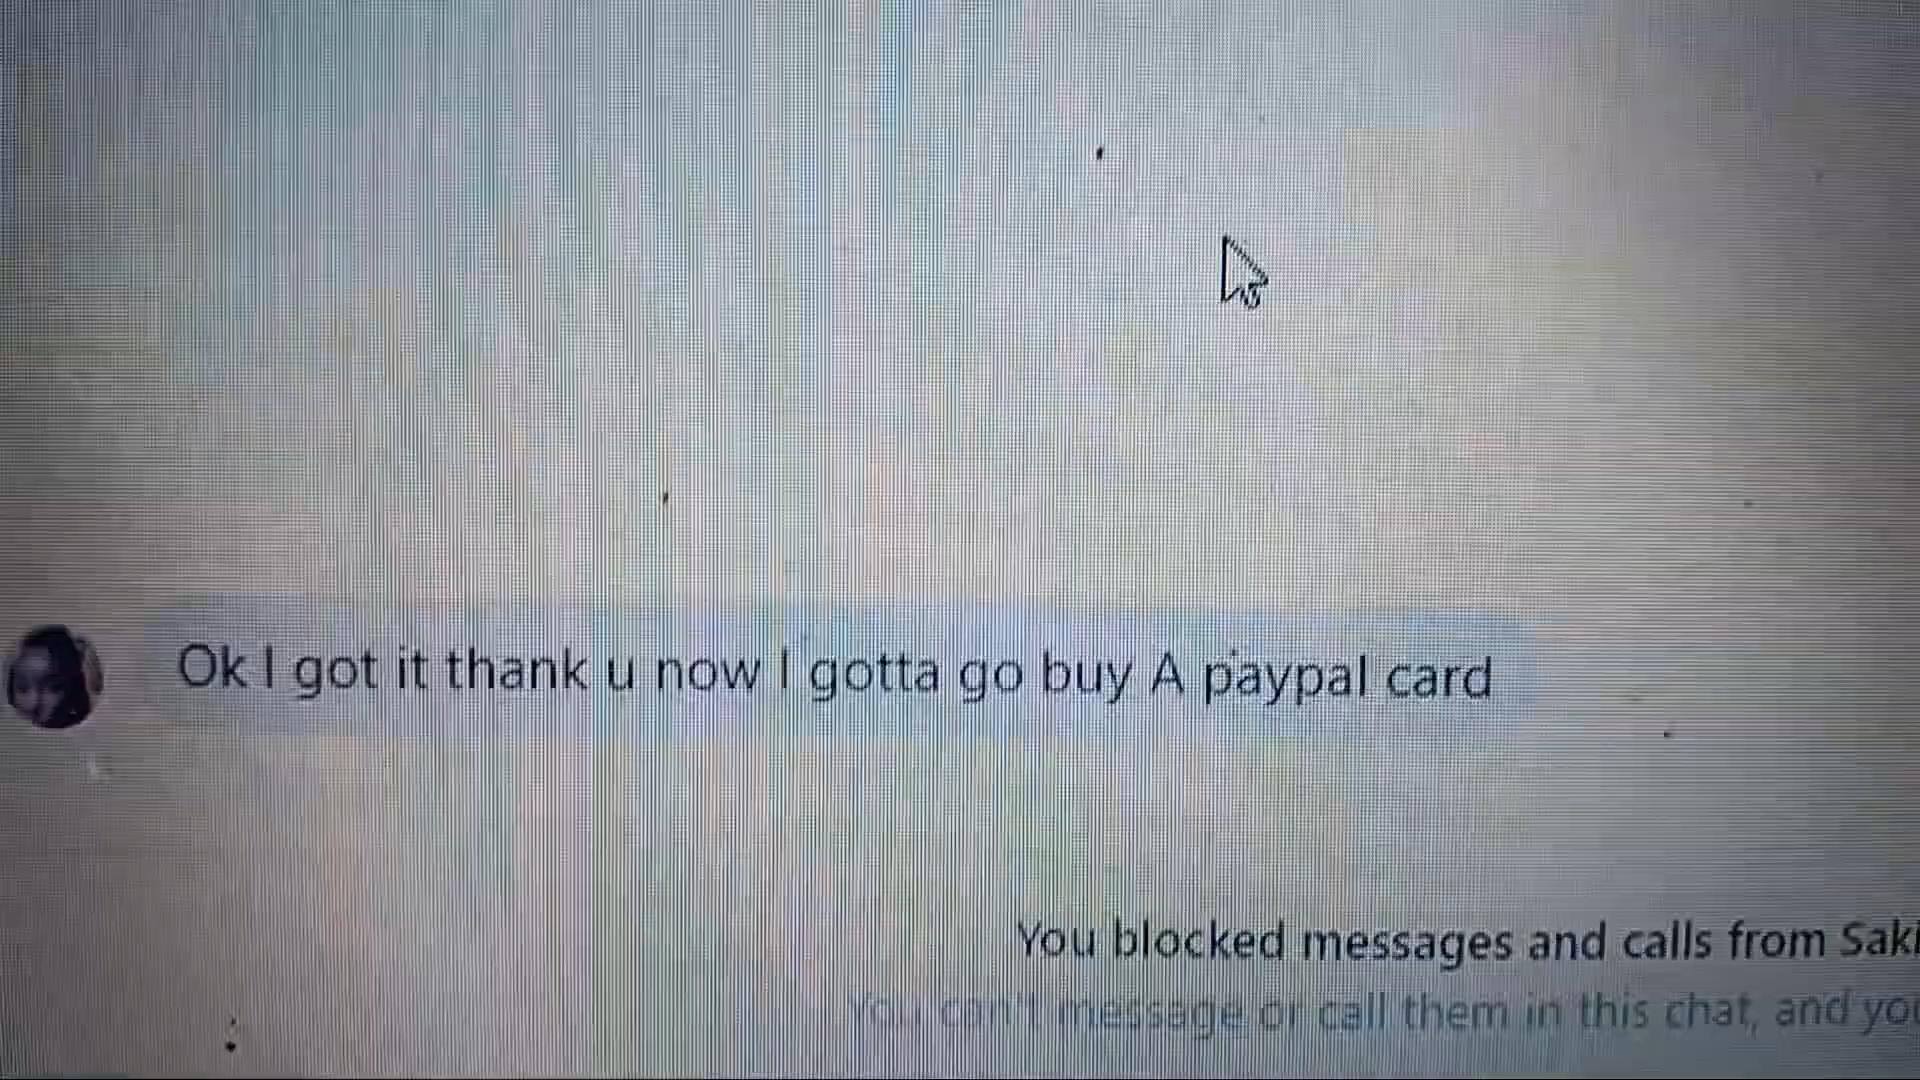 Ok I got it thank u now I gotta go buy A paypal card
You blocked messages and calls from
You can't message or call them in this chat, and